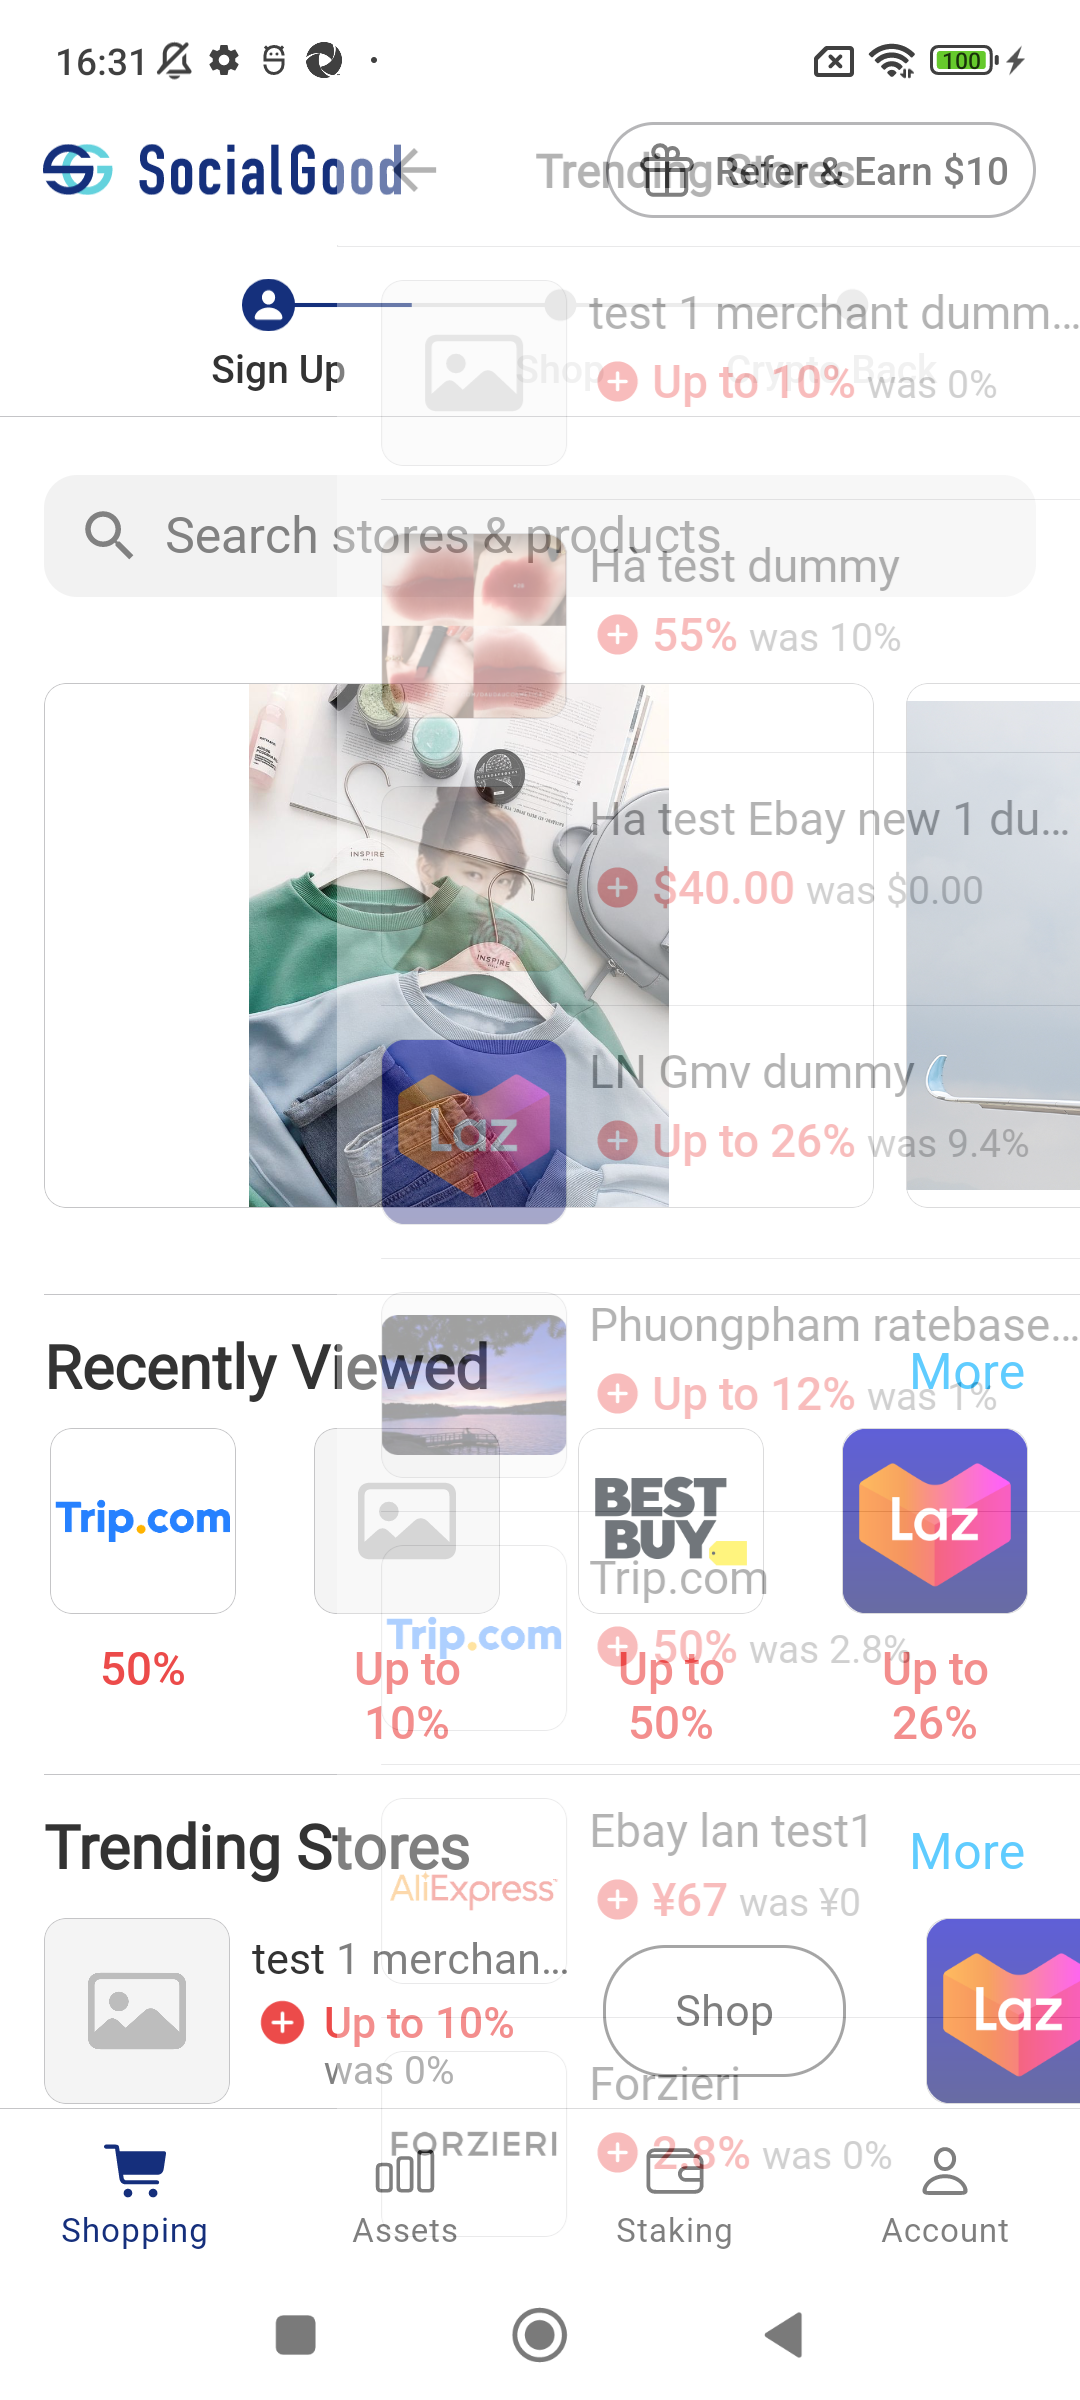 16:31
100
SocialGood
Trending Stores
Refer & Earn $10
test 1 merchant dumm...
Sign Up
Shop
Crypto Back
Up to 10% was 0%
Search stores & products
Hà test dummy
55% was 10%
INSPIRE
Ha test Ebay new 1 du...
$40.00 was $0.00
INSPIRE
LN Gmv dummy
Laz
Up to 26% was 9.4%
Phuongpham ratebase...
Recently Viewed
More
Up to 12% was 1%
Trip.com
BEST
BUY
Laz
Trip.com
Trip.com
50% was 2.8%
50%
Up to
10%
Up to
50%
Up to
26%
Ebay lan test1
Trending Stores
More
AliExpress
¥67 was ¥0
test 1 merchan...
Up to 10%
was 0%
Shop
Laz
Forzieri
FORZIERI
2.8% was 0%
Shopping
Assets
Staking
Account